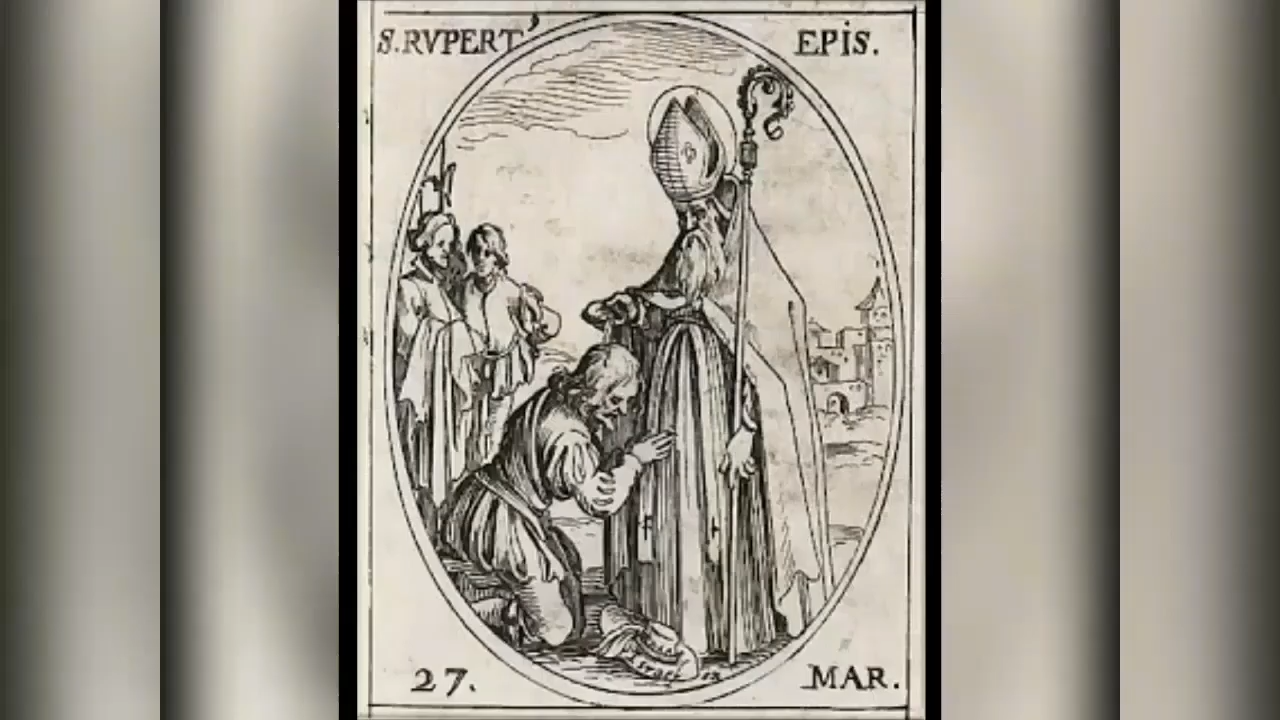 S. RVPERT’ EPIS.
27. MAR.